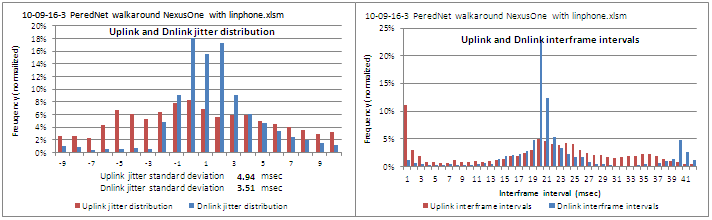 10-09-16-3 PeredNet walkaround NexusOne with linphone.xlsm
Uplink and Dnlink jitter distribution
Freuqency (normalized)
20%
18%
16%
14%
12%
10%
8%
6%
4%
2%
0%
-9 -7 -5 -3 -1 1 3 5 7 9
Uplink jitter standard deviation 4.94 msec
Dnlink jitter standard deviation 3.51 msec
Uplink jitter distribution Dnlink jitter distribution
10-09-16-3 PeredNet walkaround NexusOne with linphone.xlsm
Uplink and Dnlink interframe intervals
Frequency (normalized)
25%
20%
15%
10%
5%
0%
1 3 5 7 9 11 13 15 17 19 21 23 25 27 29 31 33 35 37 39 41
Interframe interval (msec)
Uplink interframe intervals Dnlink interframe intervals